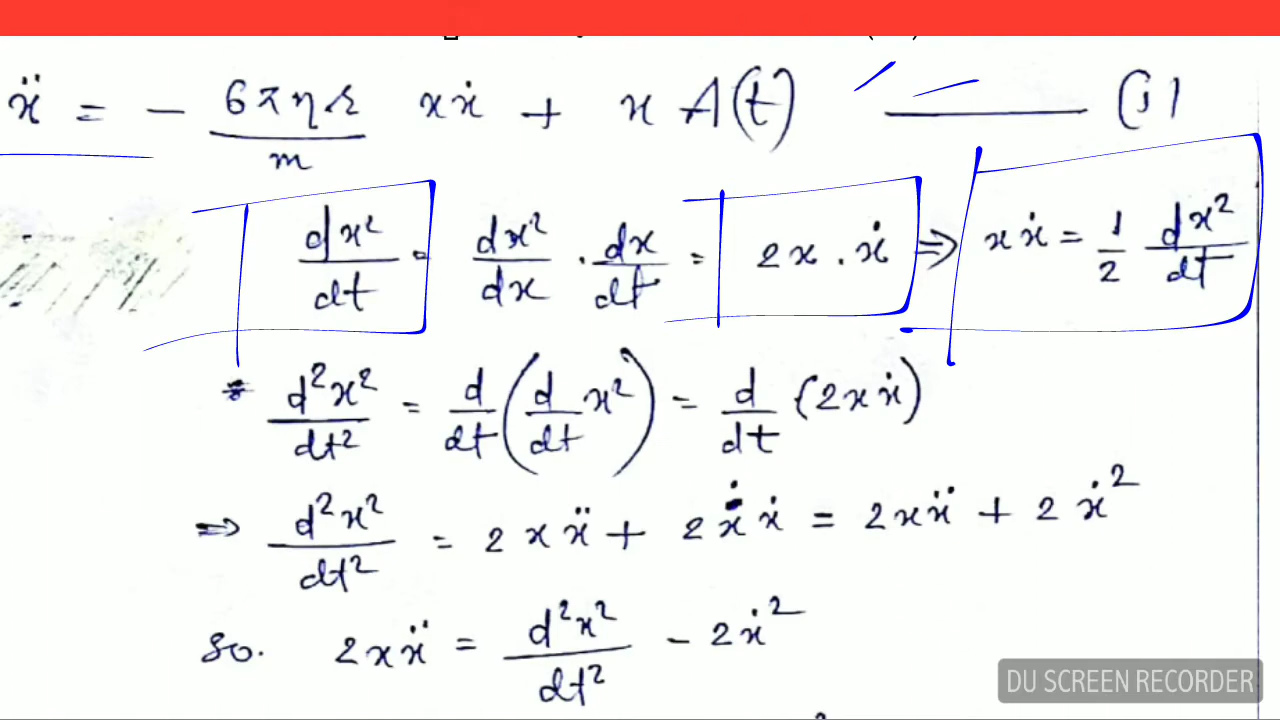 ẍ = - 6πηr/m xẋ + x A(t) —— (i)
dx²/dt = dx²/dx · dx/dt = 2x · ẋ ⇒ xẋ = 1/2 dx²/dt
* d²x²/dt² = d/dt (d/dt x²) = d/dt (2xẋ)
⇒ d²x²/dt² = 2xẍ + 2ẋẋ = 2xẍ + 2ẋ²
So. 2xẍ = d²x²/dt² - 2ẋ²
DU SCREEN RECORDER